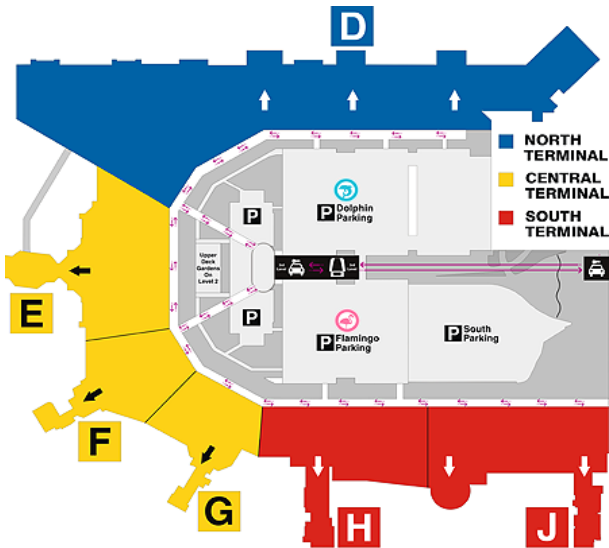 D
NORTH
TERMINAL
CENTRAL
TERMINAL
SOUTH
TERMINAL
P
P Dolphin
Parking
Upper
Deck
Gardens
On
Level 2
E
P
P Flamingo
Parking
P South
Parking
F
G
H
J